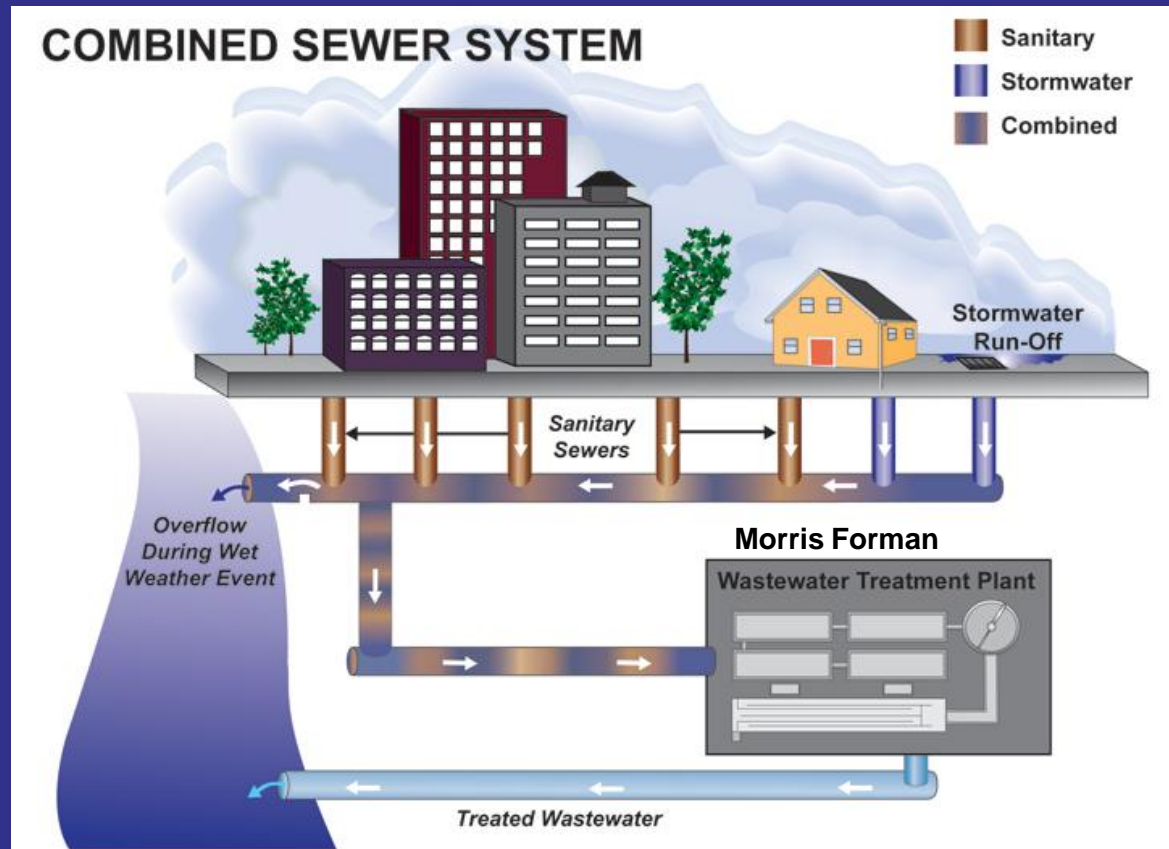 COMBINED SEWER SYSTEM
Sanitary
Stormwater
Combined
Stormwater
Run-Off
Sanitary
Sewers
Overflow
During Wet
Weather Event
Morris Forman
Wastewater Treatment Plant
Treated Wastewater